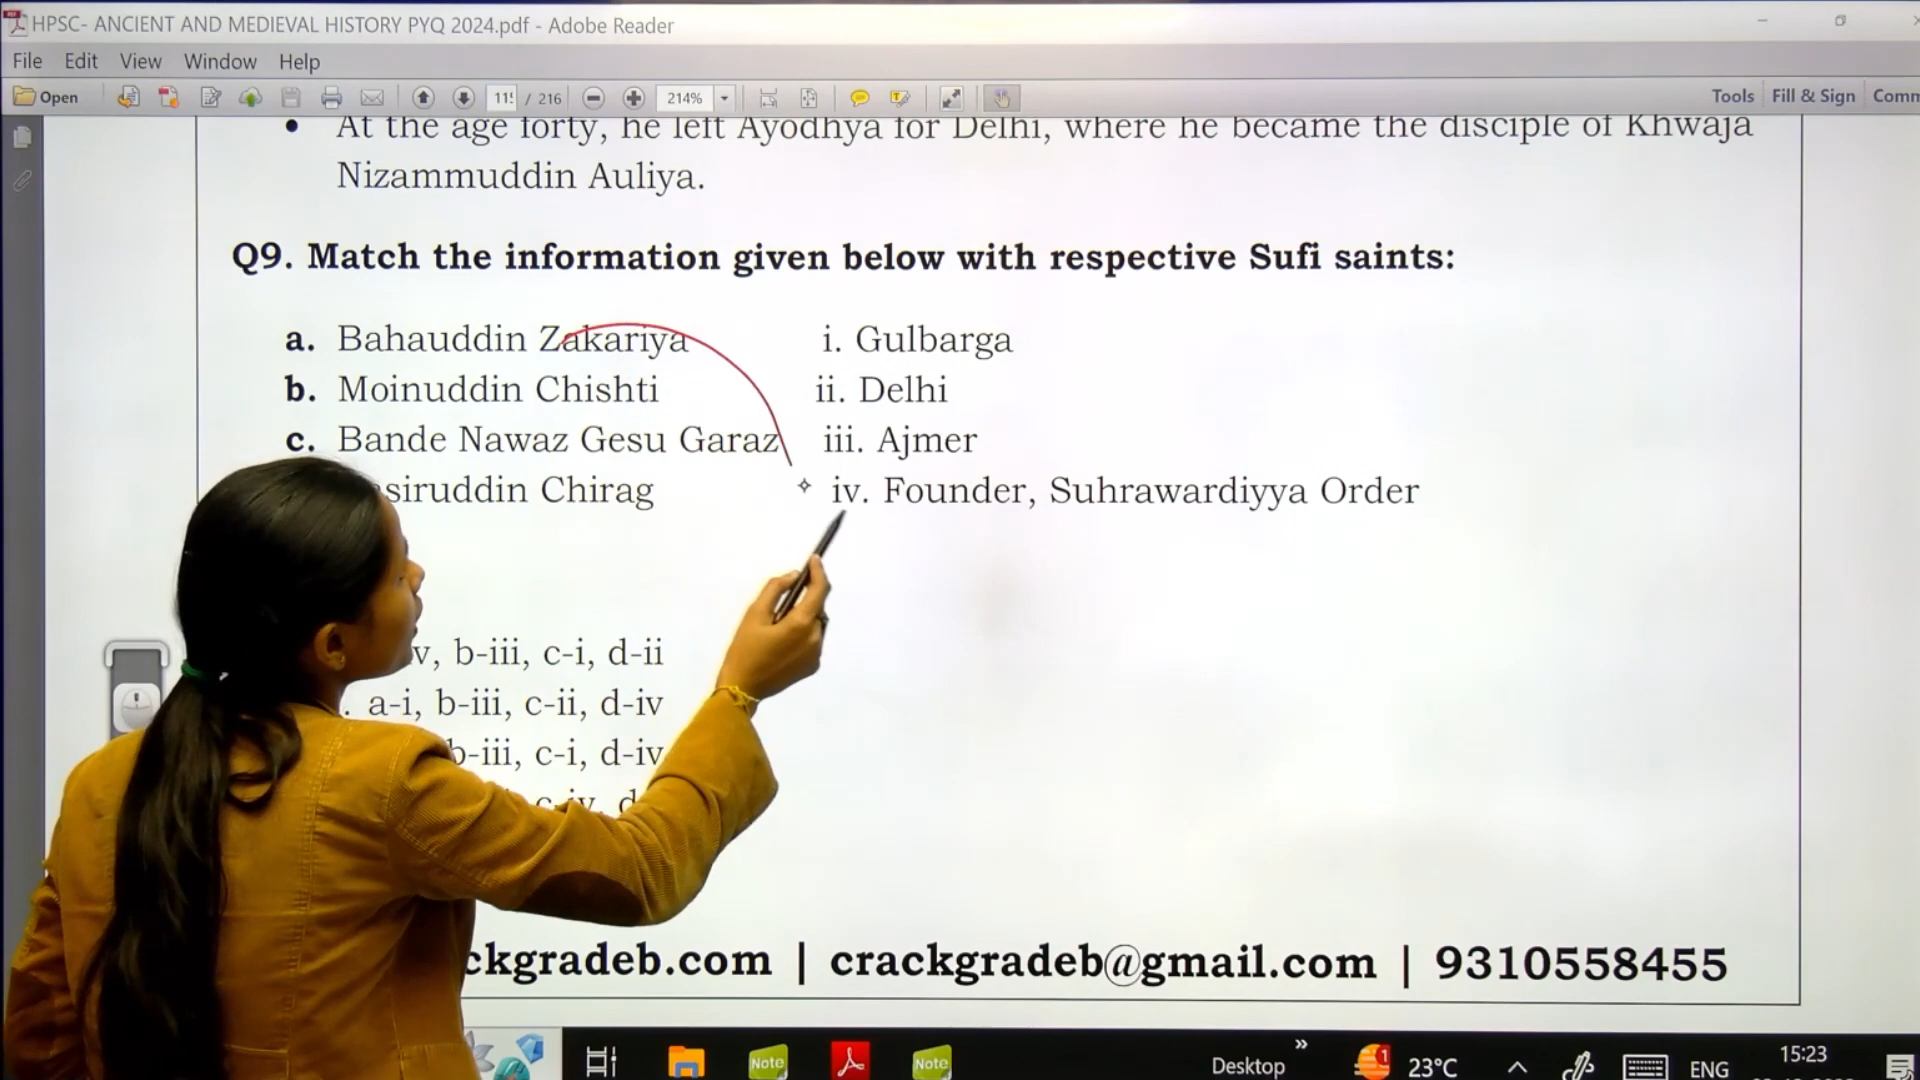 HPSC- ANCIENT AND MEDIEVAL HISTORY PYQ 2024.pdf - Adobe Reader
File Edit View Window Help
Open / 216 214% Tools Fill & Sign
At the age forty, he left Ayodhya for Delhi, where he became the disciple of Khwaja
Nizammuddin Auliya.
Q9. Match the information given below with respective Sufi saints:
a. Bahauddin Zakariya i. Gulbarga
b. Moinuddin Chishti ii. Delhi
c. Bande Nawaz Gesu Garaz iii. Ajmer
siruddin Chirag iv. Founder, Suhrawardiyya Order
v, b-iii, c-i, d-ii
. a-i, b-iii, c-ii, d-iv
b-iii, c-i, d-iv
c-iv, d
ckgradeb.com | crackgradeb@gmail.com | 9310558455
Note Note Desktop » 1 23°C ENG 15:23